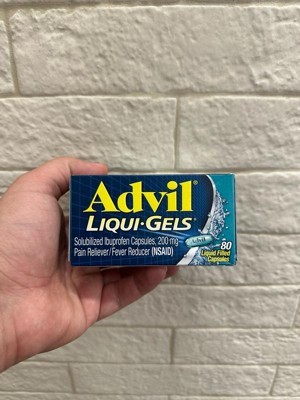 Advil®
LIQUI·GELS®
Solubilized Ibuprofen Capsules, 200 mg
Pain Reliever/Fever Reducer (NSAID)
Advil
80
Liquid Filled
Capsules